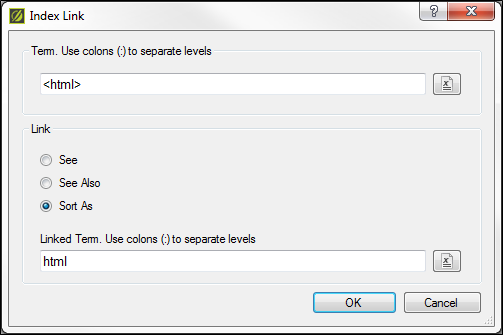 Index Link
?
Term. Use colons (:) to separate levels
<html>
Link
See
See Also
Sort As
Linked Term. Use colons (:) to separate levels
html
OK Cancel